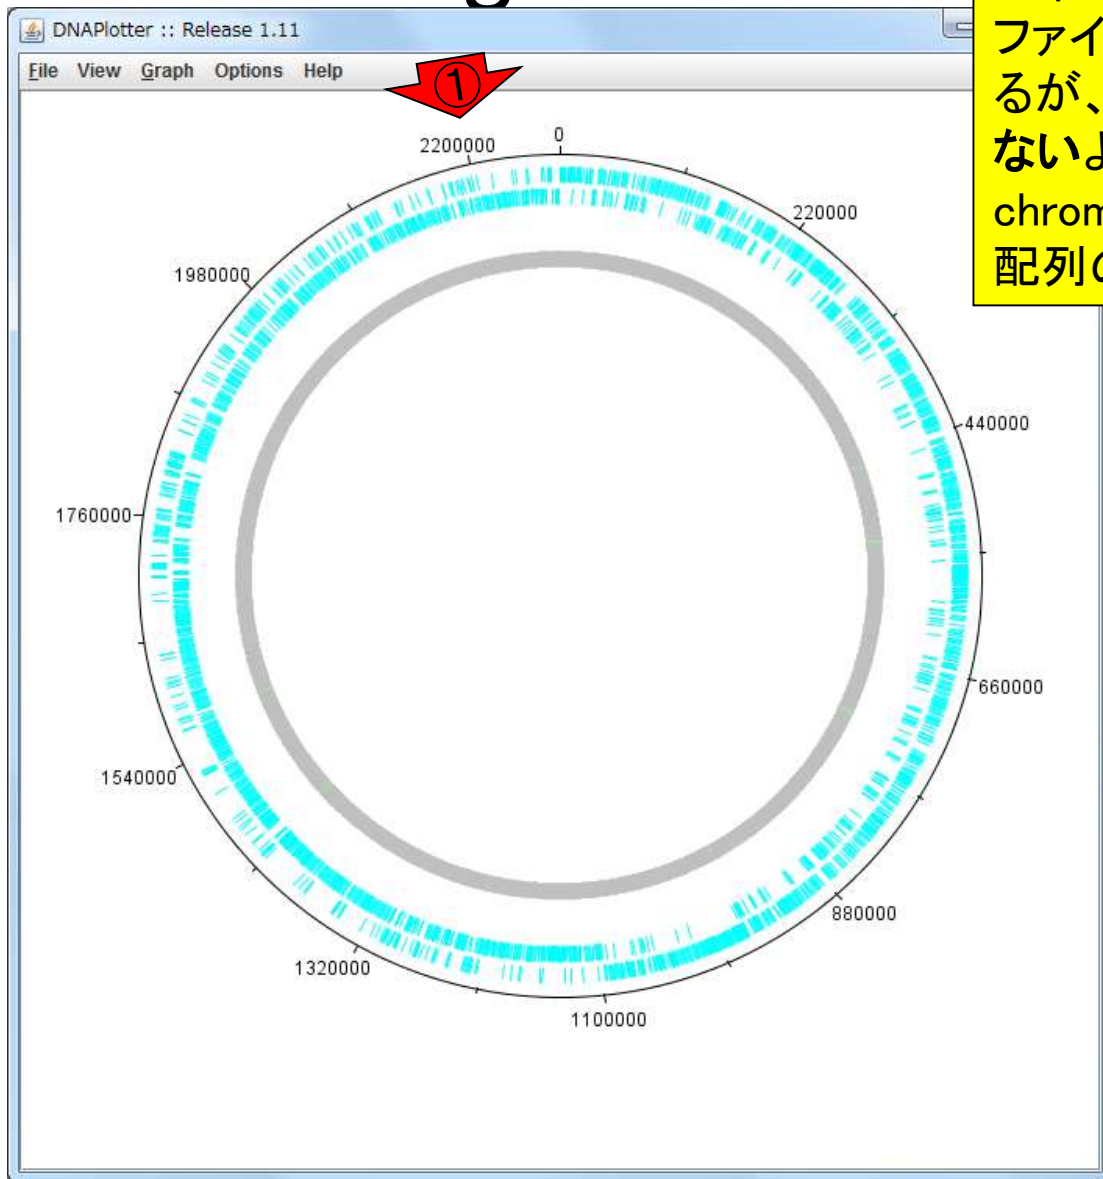 DNAPlotter :: Release 1.11
File View Graph Options Help
①
ファイ
るが、
ないよ
chrom
配列の
0
220000
440000
660000
880000
1100000
1320000
1540000
1760000
1980000
2200000